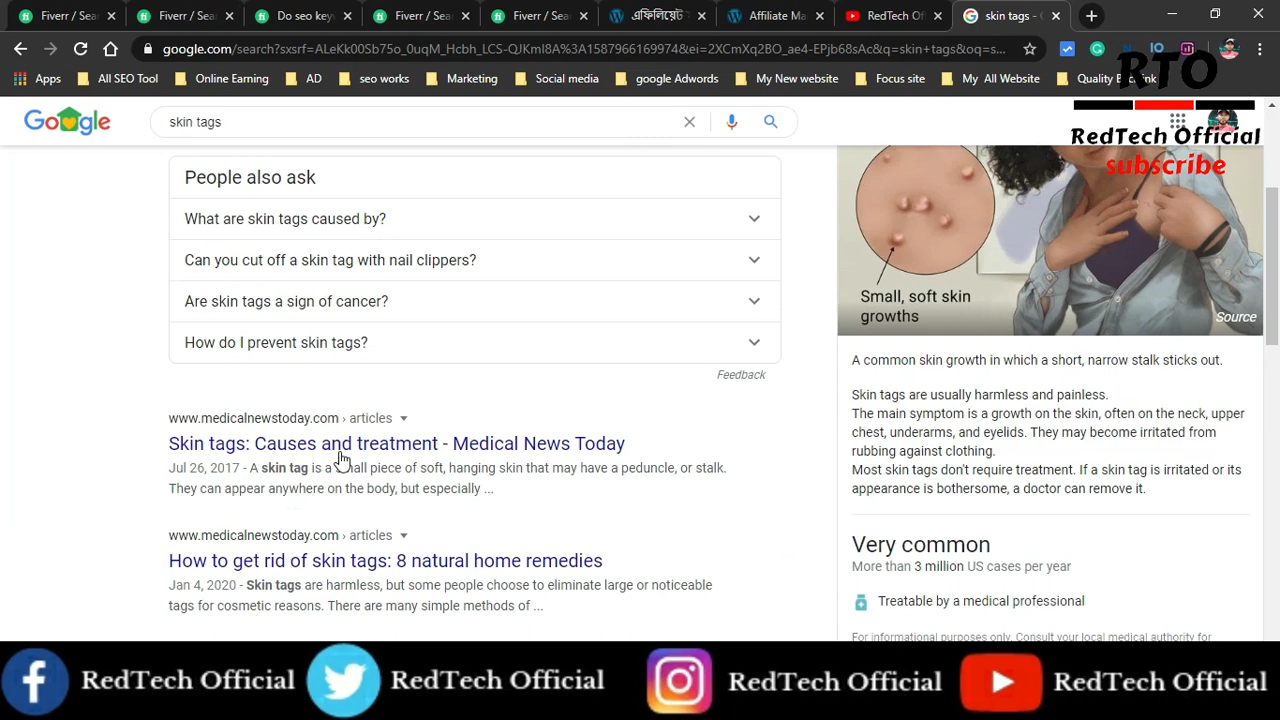 Fiverr / Sea
Fiverr / Sea
Do seo key
Fiverr / Sea
Fiverr / Sea
এফিলিয়েট
Affiliate Ma
RedTech Of
skin tags -
google.com/search?sxsrf=ALeKk00Sb75o_0uqM_Hcbh_LCS-QJKmI8A%3A1587966169974&ei=2XCmXq2BO_ae4-EPjb68sAc&q=skin+tags&oq=s...
Apps
All SEO Tool
Online Earning
AD
seo works
Marketing
Social media
google Adwords
My New website
Focus site
My All Website
RTO
RedTech Official
subscribe
Google
skin tags
People also ask
What are skin tags caused by?
Can you cut off a skin tag with nail clippers?
Are skin tags a sign of cancer?
How do I prevent skin tags?
Feedback
www.medicalnewstoday.com › articles
Skin tags: Causes and treatment - Medical News Today
Jul 26, 2017 - A skin tag is a small piece of soft, hanging skin that may have a peduncle, or stalk.
They can appear anywhere on the body, but especially ...
www.medicalnewstoday.com › articles
How to get rid of skin tags: 8 natural home remedies
Jan 4, 2020 - Skin tags are harmless, but some people choose to eliminate large or noticeable
tags for cosmetic reasons. There are many simple methods of ...
Small, soft skin
growths
Source
A common skin growth in which a short, narrow stalk sticks out.
Skin tags are usually harmless and painless.
The main symptom is a growth on the skin, often on the neck, upper
chest, underarms, and eyelids. They may become irritated from
rubbing against clothing.
Most skin tags don't require treatment. If a skin tag is irritated or its
appearance is bothersome, a doctor can remove it.
Very common
More than 3 million US cases per year
Treatable by a medical professional
For informational purposes only. Consult your local medical authority for
RedTech Official
RedTech Official
RedTech Official
RedTech Official